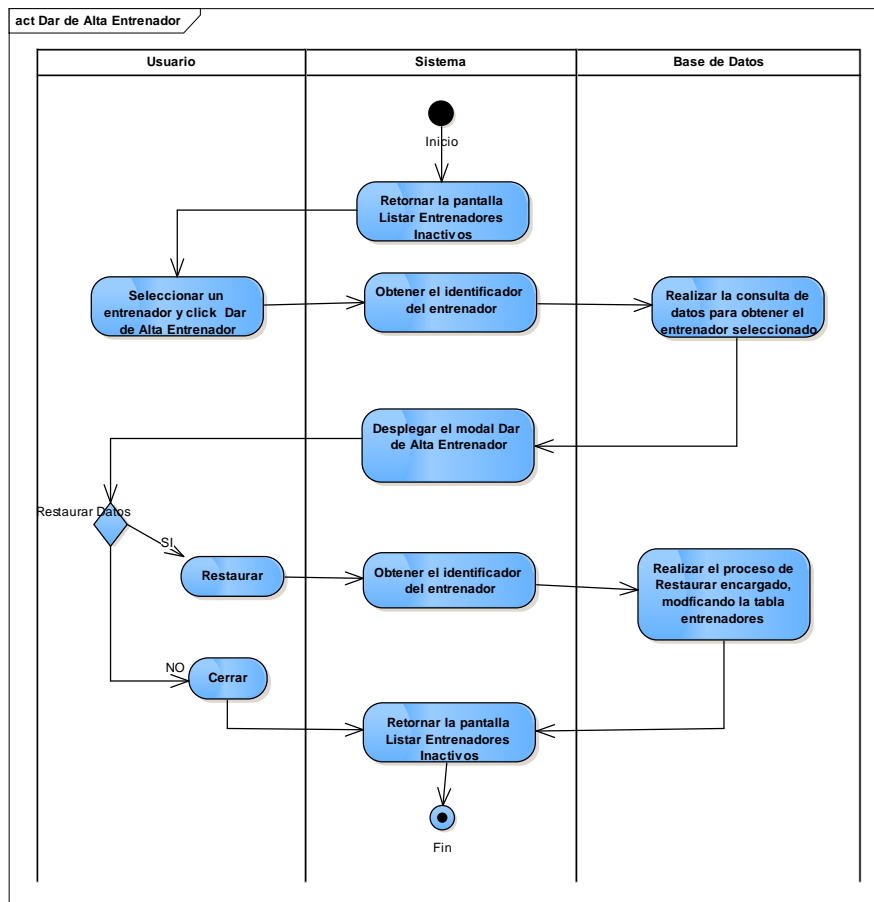 act Dar de Alta Entrenador
Usuario
Sistema
Base de Datos
Inicio
Retornar la pantalla
Listar Entrenadores
Inactivos
Seleccionar un
entrenador y click Dar
de Alta Entrenador
Obtener el identificador
del entrenador
Realizar la consulta de
datos para obtener el
entrenador seleccionado
Desplegar el modal Dar
de Alta Entrenador
Restaurar Datos
SI
Restaurar
Obtener el identificador
del entrenador
Realizar el proceso de
Restaurar encargado,
modficando la tabla
entrenadores
NO
Cerrar
Retornar la pantalla
Listar Entrenadores
Inactivos
Fin